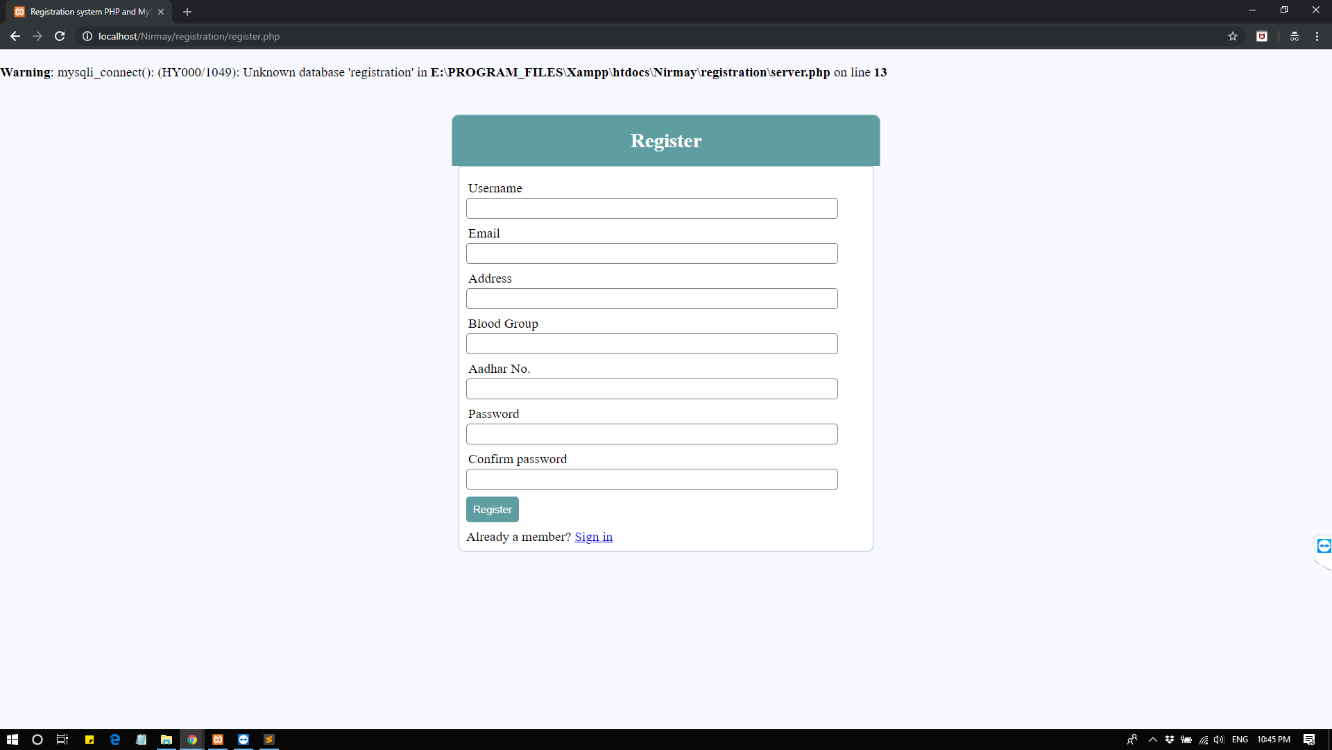 Registration system PHP and My
localhost/Nirmay/registration/register.php
Warning: mysqli_connect(): (HY000/1049): Unknown database 'registration' in E:\PROGRAM_FILES\Xampp\htdocs\Nirmay\registration\server.php on line 13
Register
Username
Email
Address
Blood Group
Aadhar No.
Password
Confirm password
Register
Already a member? Sign in
ENG 10:45 PM